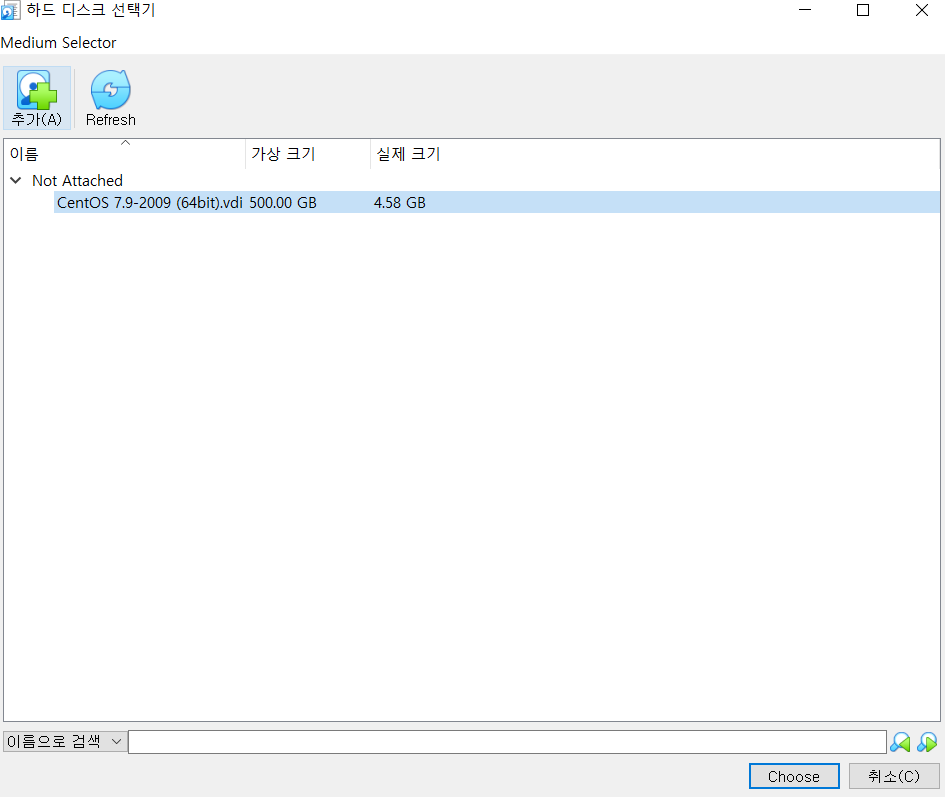 하드 디스크 선택기
Medium Selector
추가(A) Refresh
이름 가상 크기 실제 크기
Not Attached
CentOS 7.9-2009 (64bit).vdi 500.00 GB 4.58 GB
이름으로 검색
Choose 취소(C)